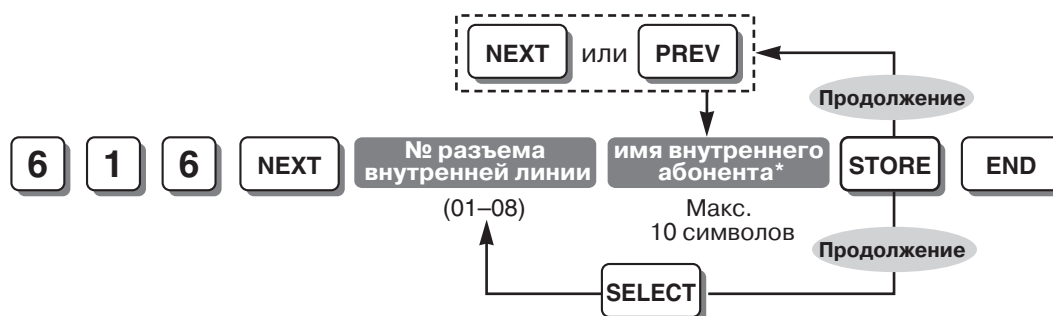 NEXT или PREV
Продолжение
6 1 6 NEXT № разъема внутренней линии имя внутреннего абонента* STORE END
(01–08)
Макс.
10 символов
Продолжение
SELECT